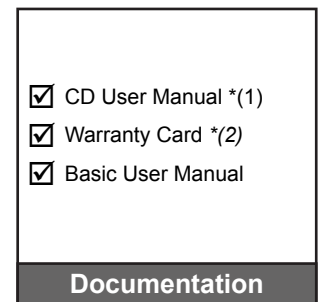 ☑ CD User Manual *(1)
☑ Warranty Card *(2)
☑ Basic User Manual
Documentation